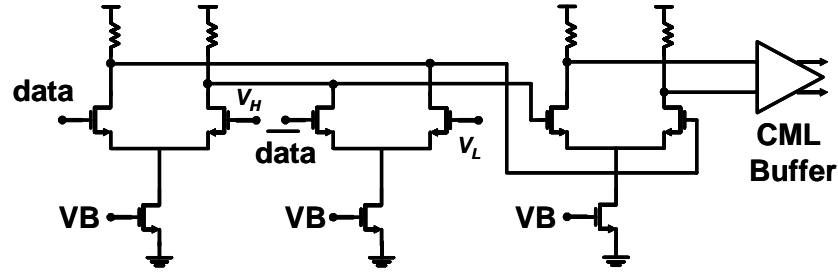 data
V_H
data
V_L
CML
Buffer
VB
VB
VB